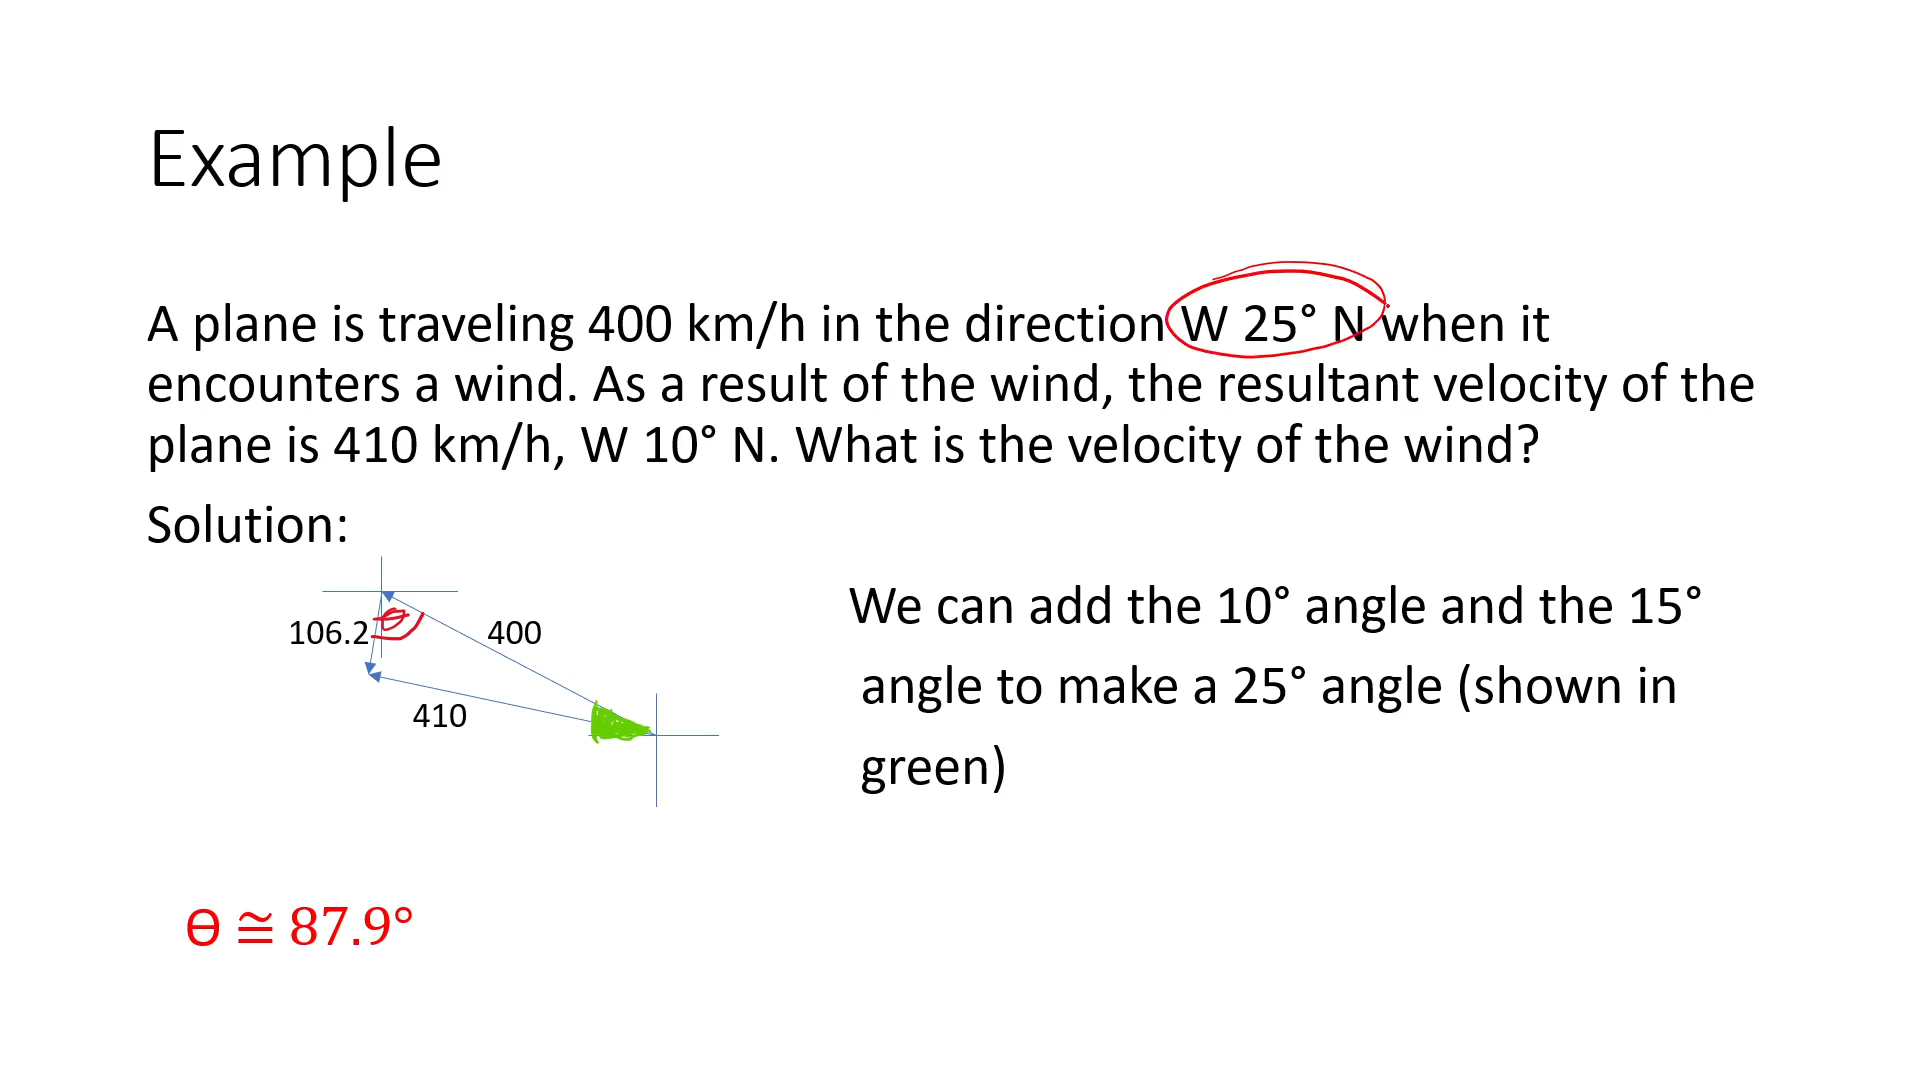 Example
A plane is traveling 400 km/h in the direction W 25° N when it
encounters a wind. As a result of the wind, the resultant velocity of the
plane is 410 km/h, W 10° N. What is the velocity of the wind?
Solution:
We can add the 10° angle and the 15°
angle to make a 25° angle (shown in
green)
106.2
400
410
ϴ ≅ 87.9°